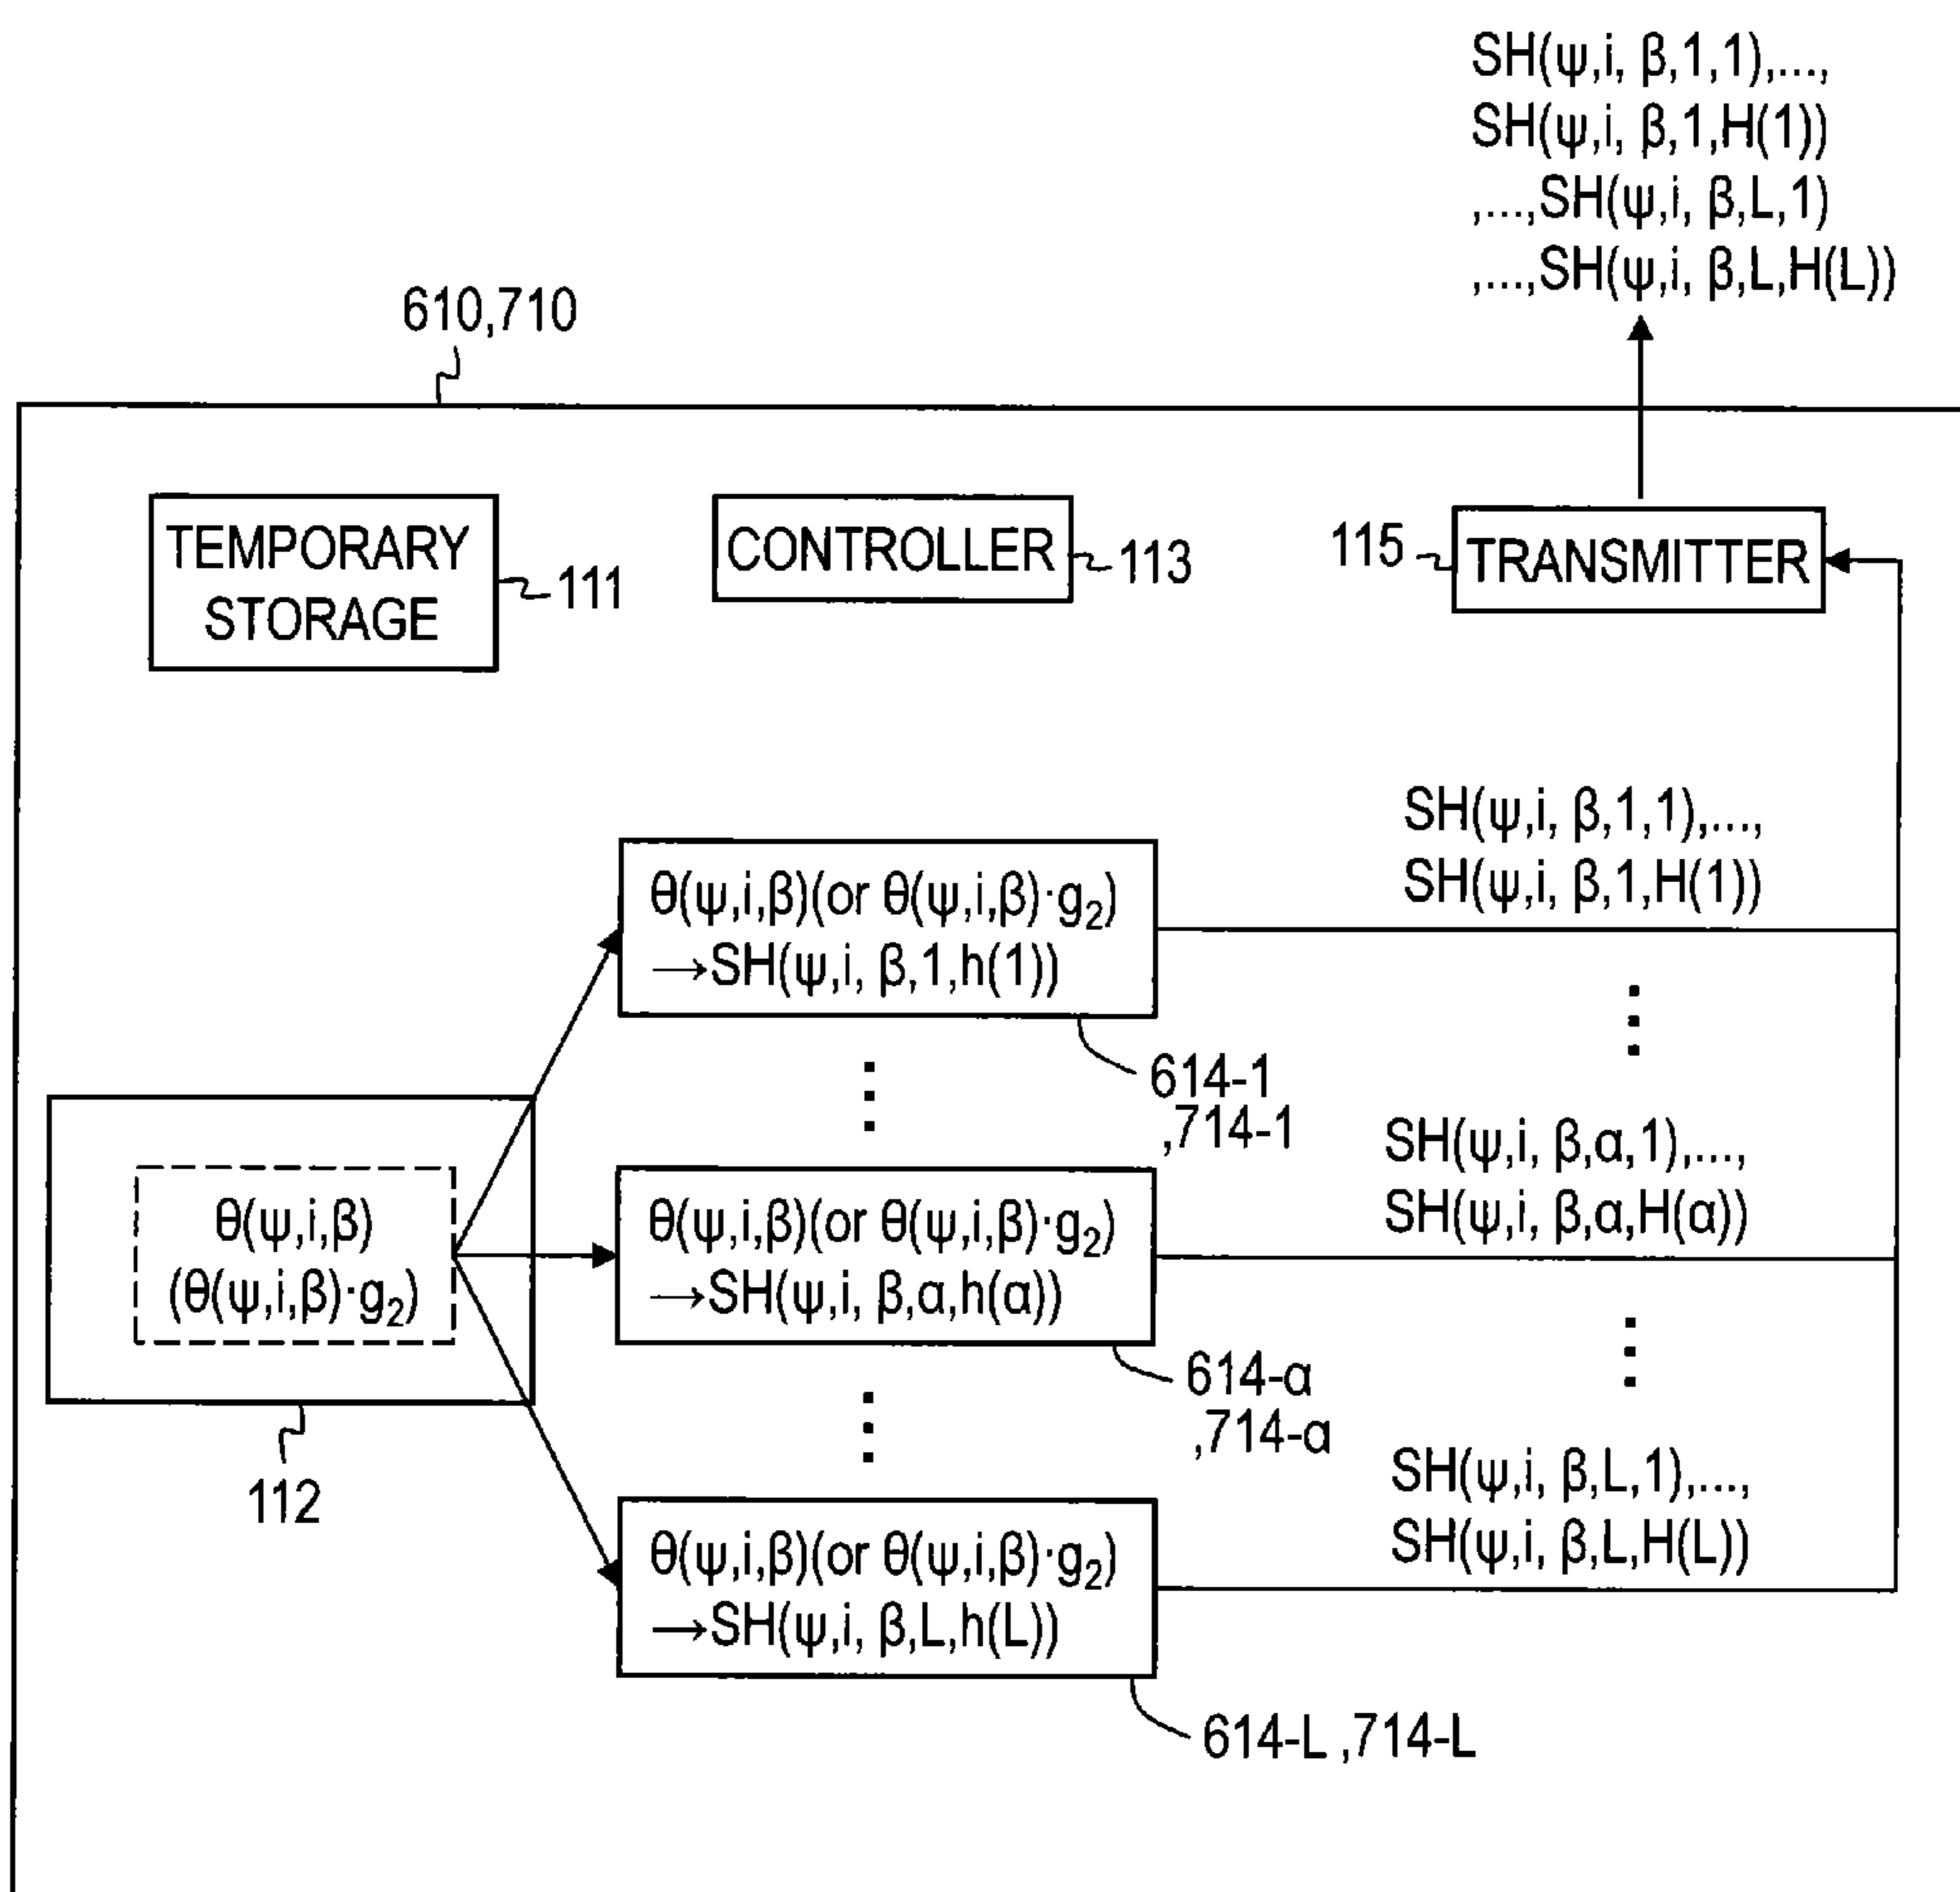 SH(ψ,i, β,1,1),...,
SH(ψ,i, β,1,H(1))
,...,SH(ψ,i, β,L,1)
,...,SH(ψ,i, β,L,H(L))
610,710
TEMPORARY
STORAGE
111
CONTROLLER
113
115
TRANSMITTER
SH(ψ,i, β,1,1),...,
SH(ψ,i, β,1,H(1))
θ(ψ,i,β)(or θ(ψ,i,β)·g₂)
→SH(ψ,i, β,1,h(1))
614-1
,714-1
SH(ψ,i, β,α,1),...,
SH(ψ,i, β,α,H(α))
θ(ψ,i,β)
(θ(ψ,i,β)·g₂)
112
θ(ψ,i,β)(or θ(ψ,i,β)·g₂)
→SH(ψ,i, β,α,h(α))
614-α
,714-α
SH(ψ,i, β,L,1),...,
SH(ψ,i, β,L,H(L))
θ(ψ,i,β)(or θ(ψ,i,β)·g₂)
→SH(ψ,i, β,L,h(L))
614-L ,714-L